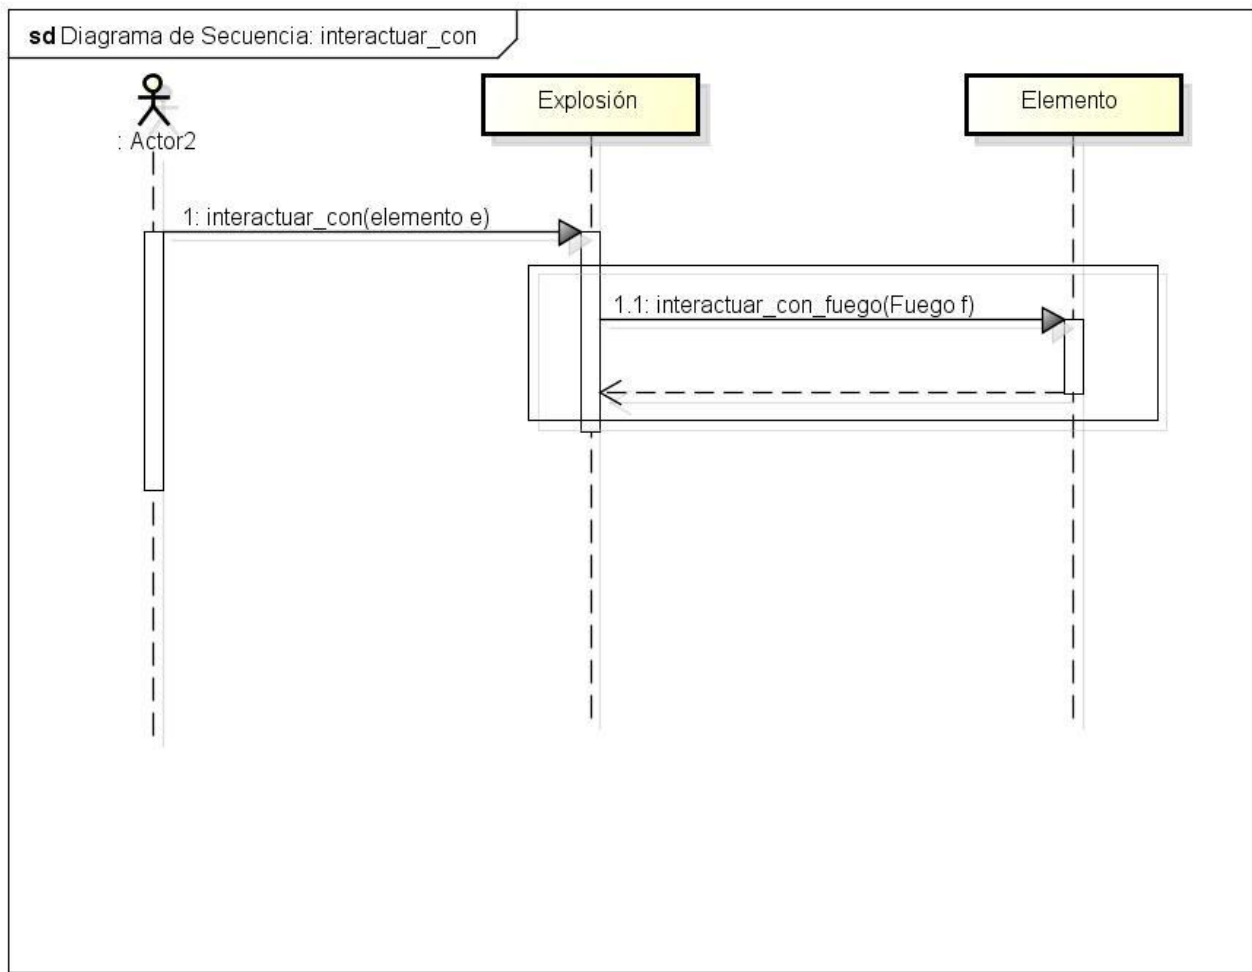 sd Diagrama de Secuencia: interactuar_con
: Actor2
Explosión
Elemento
1: interactuar_con(elemento e)
1.1: interactuar_con_fuego(Fuego f)